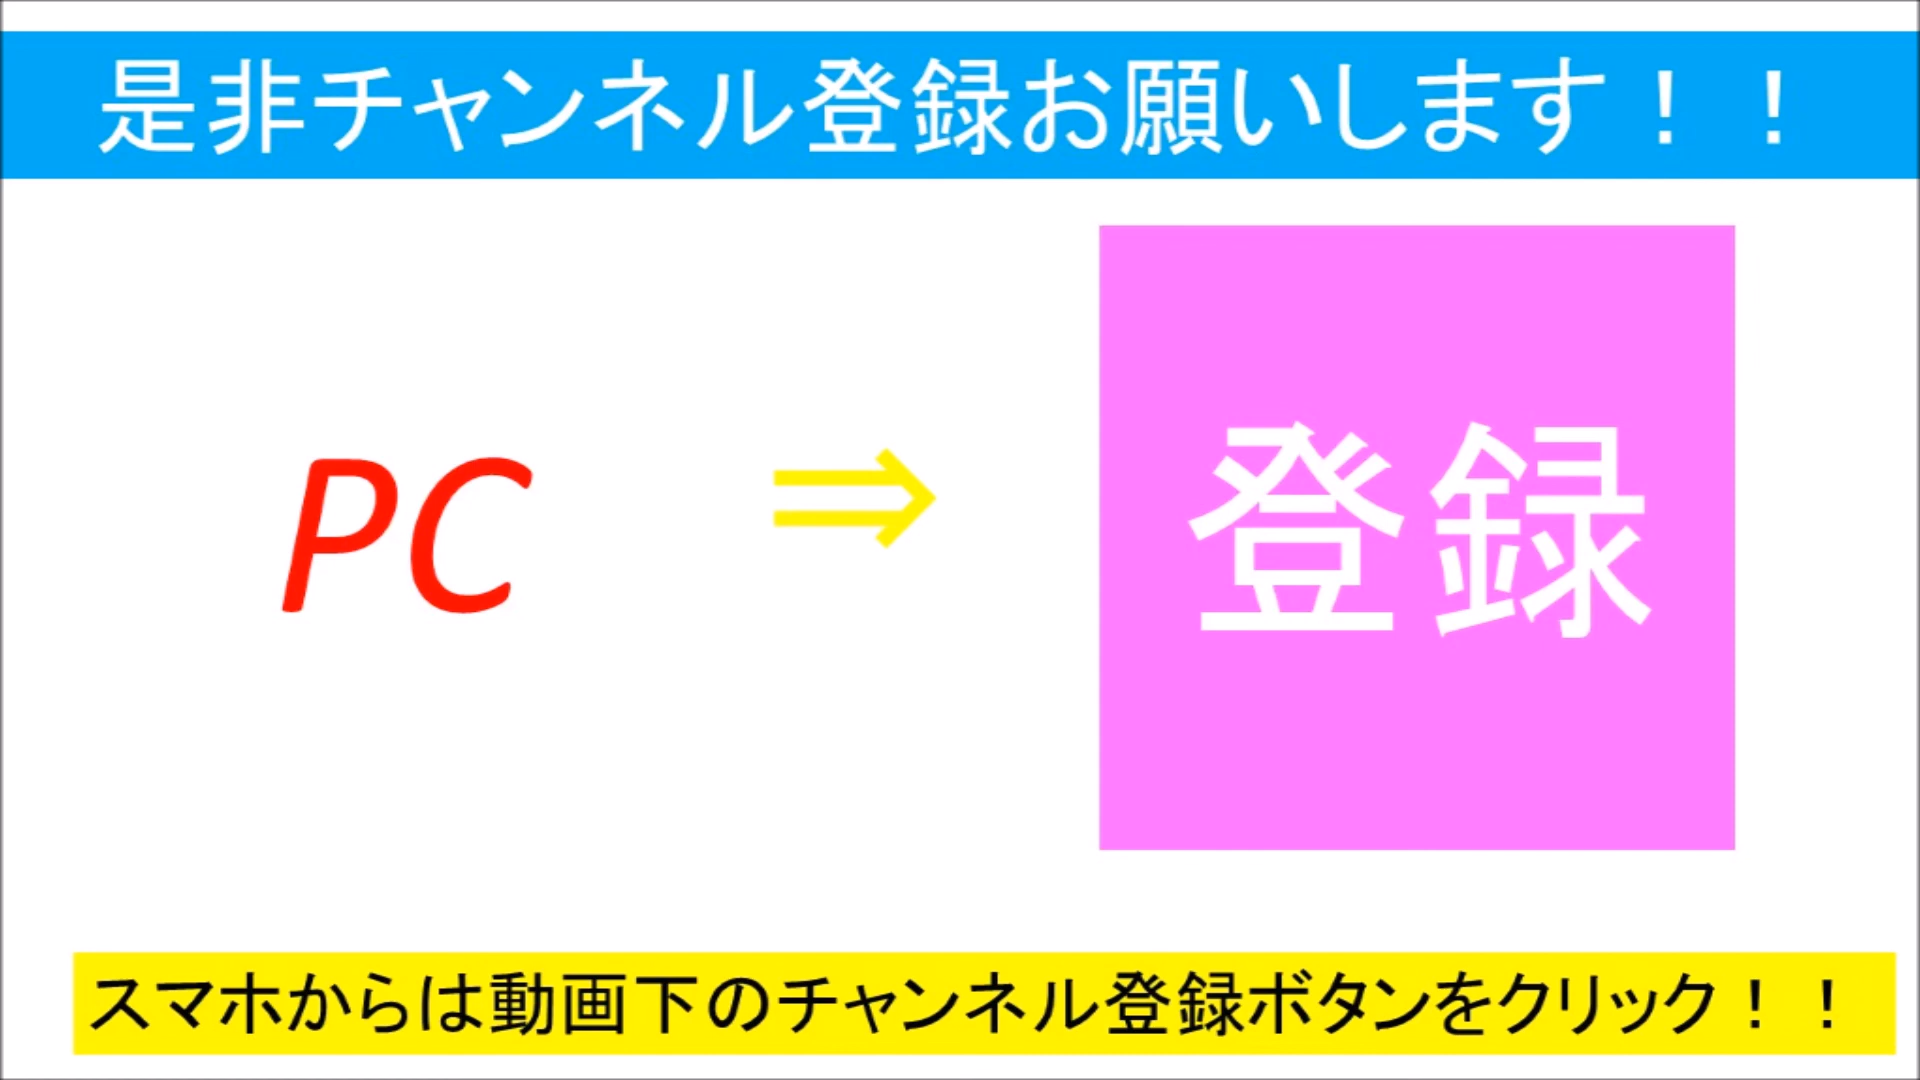 是非チャンネル登録お願いします！！
PC ⇒ 登録
スマホからは動画下のチャンネル登録ボタンをクリック！！